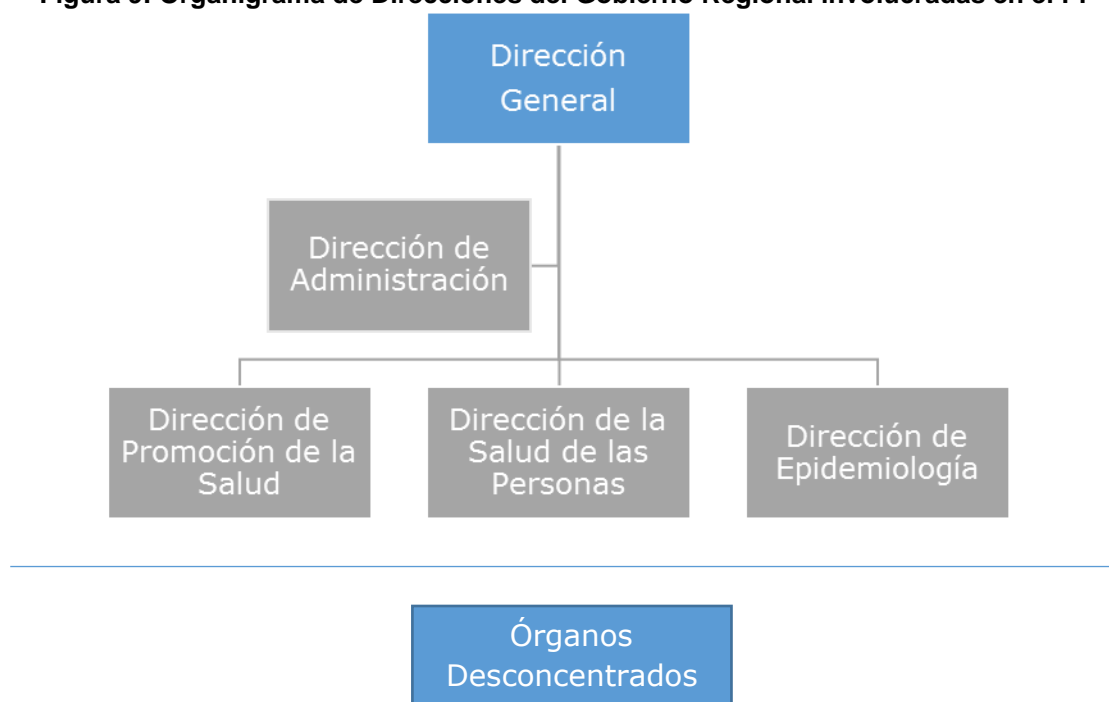 Figura Organigrama de Direcciones del Gobierno Regional involucradas en el
Dirección
General
Dirección de
Administración
Dirección de
Promoción de la
Salud
Dirección de la
Salud de las
Personas
Dirección de
Epidemiología
Órganos
Desconcentrados